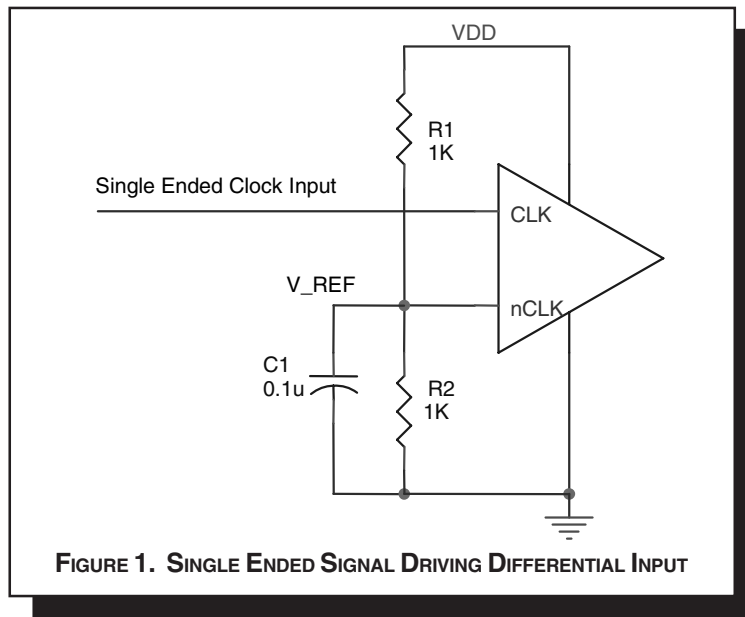 VDD
R1
1K
Single Ended Clock Input
CLK
V_REF
nCLK
C1
0.1u
R2
1K
FIGURE 1. SINGLE ENDED SIGNAL DRIVING DIFFERENTIAL INPUT